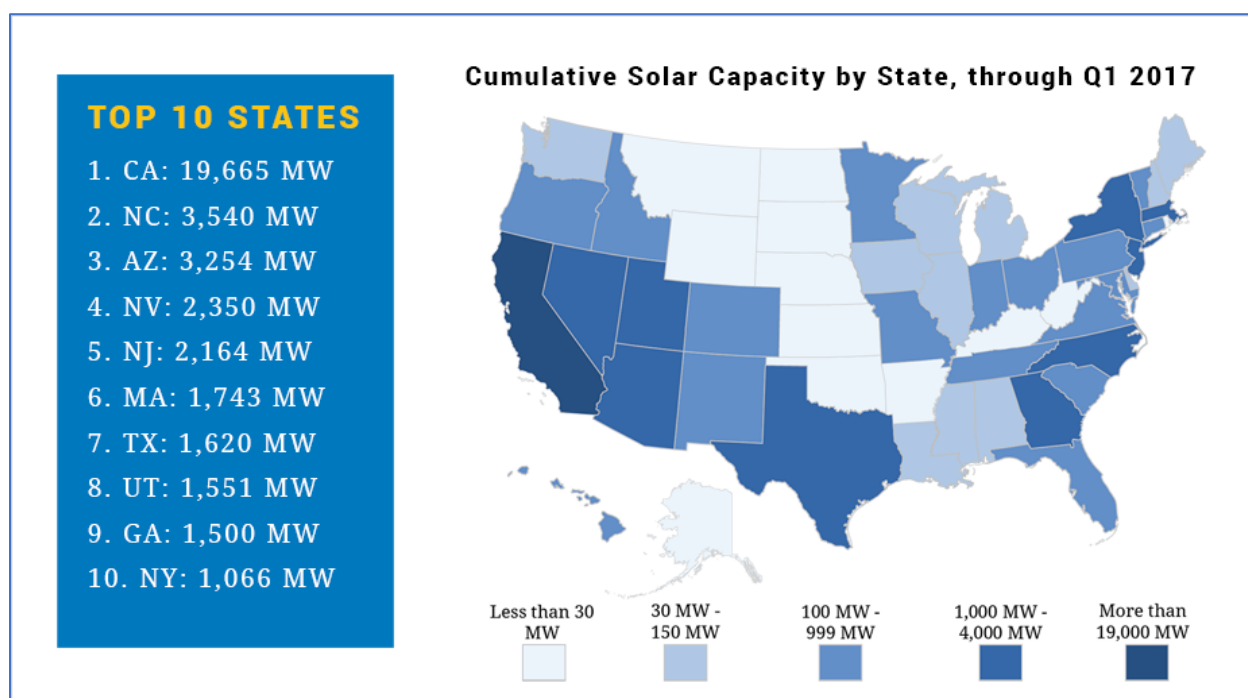 TOP 10 STATES
1. CA: 19,665 MW
2. NC: 3,540 MW
3. AZ: 3,254 MW
4. NV: 2,350 MW
5. NJ: 2,164 MW
6. MA: 1,743 MW
7. TX: 1,620 MW
8. UT: 1,551 MW
9. GA: 1,500 MW
10. NY: 1,066 MW
Cumulative Solar Capacity by State, through Q1 2017
Less than 30
MW
30 MW -
150 MW
100 MW -
999 MW
1,000 MW -
4,000 MW
More than
19,000 MW